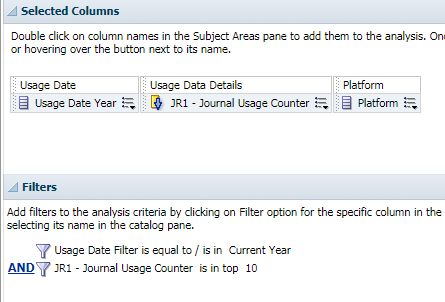 Selected Columns
Double click on column names in the Subject Areas pane to add them to the analysis. Onc
or hovering over the button next to its name.
Usage Date Usage Data Details Platform
Usage Date Year JR1 - Journal Usage Counter Platform
Filters
Add filters to the analysis criteria by clicking on Filter option for the specific column in the
selecting its name in the catalog pane.
Usage Date Filter is equal to / is in Current Year
AND JR1 - Journal Usage Counter is in top 10